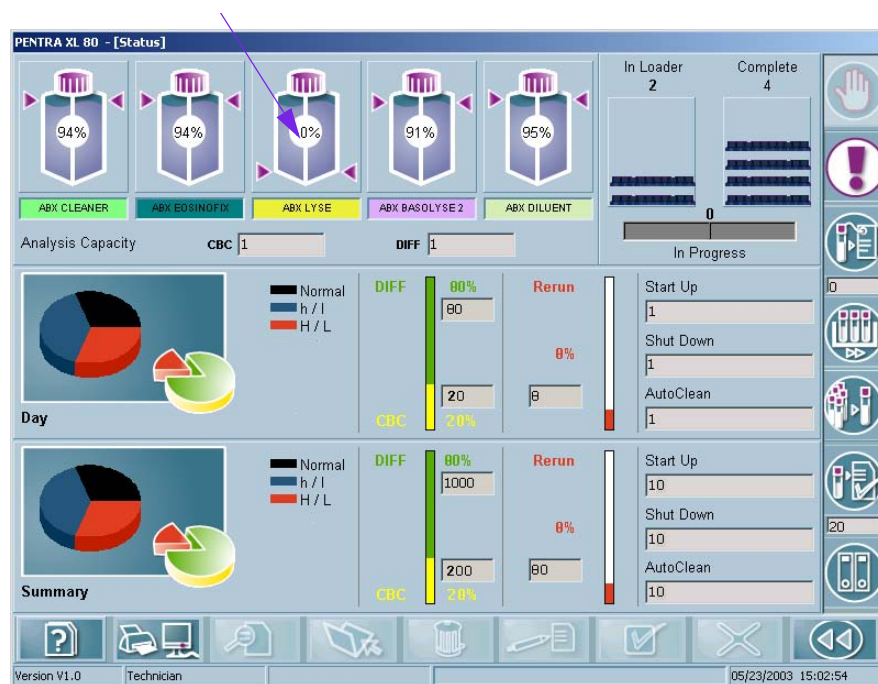 PENTRA XL 80 - [Status]
In Loader
2
Complete
4
94%
94%
0%
91%
95%
ABX CLEANER
ABX EOSINOFIX
ABX LYSE
ABX BASOLYSE 2
ABX DILUENT
0
In Progress
Analysis Capacity
CBC 1
DIFF 1
0
Normal
h / l
H / L
Day
DIFF 80%
80
20
CBC 20%
Rerun
8%
8
Start Up
1
Shut Down
1
AutoClean
1
Normal
h / l
H / L
Summary
DIFF 80%
1000
200
CBC 20%
Rerun
8%
80
Start Up
10
Shut Down
10
AutoClean
10
20
?
Version V1.0
Technician
05/23/2003 15:02:54